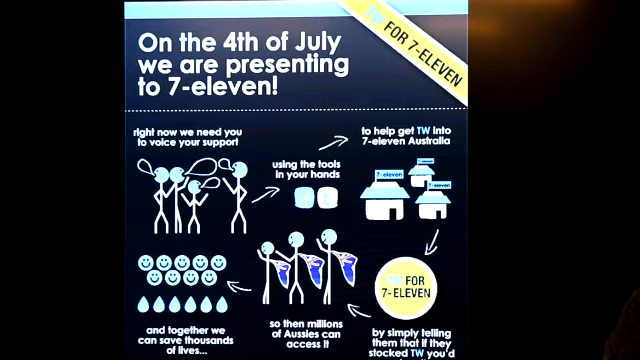 On the 4th of July
we are presenting
to 7-eleven!
TW FOR 7-ELEVEN
right now we need you
to voice your support
using the tools
in your hands
f t
to help get TW into
7-eleven Australia
7-eleven
7-eleven
7-eleven
TW FOR
7-ELEVEN
by simply telling
them that if they
stocked TW you'd
so then millions
of Aussies can
access it
and together we
can save thousands
of lives...